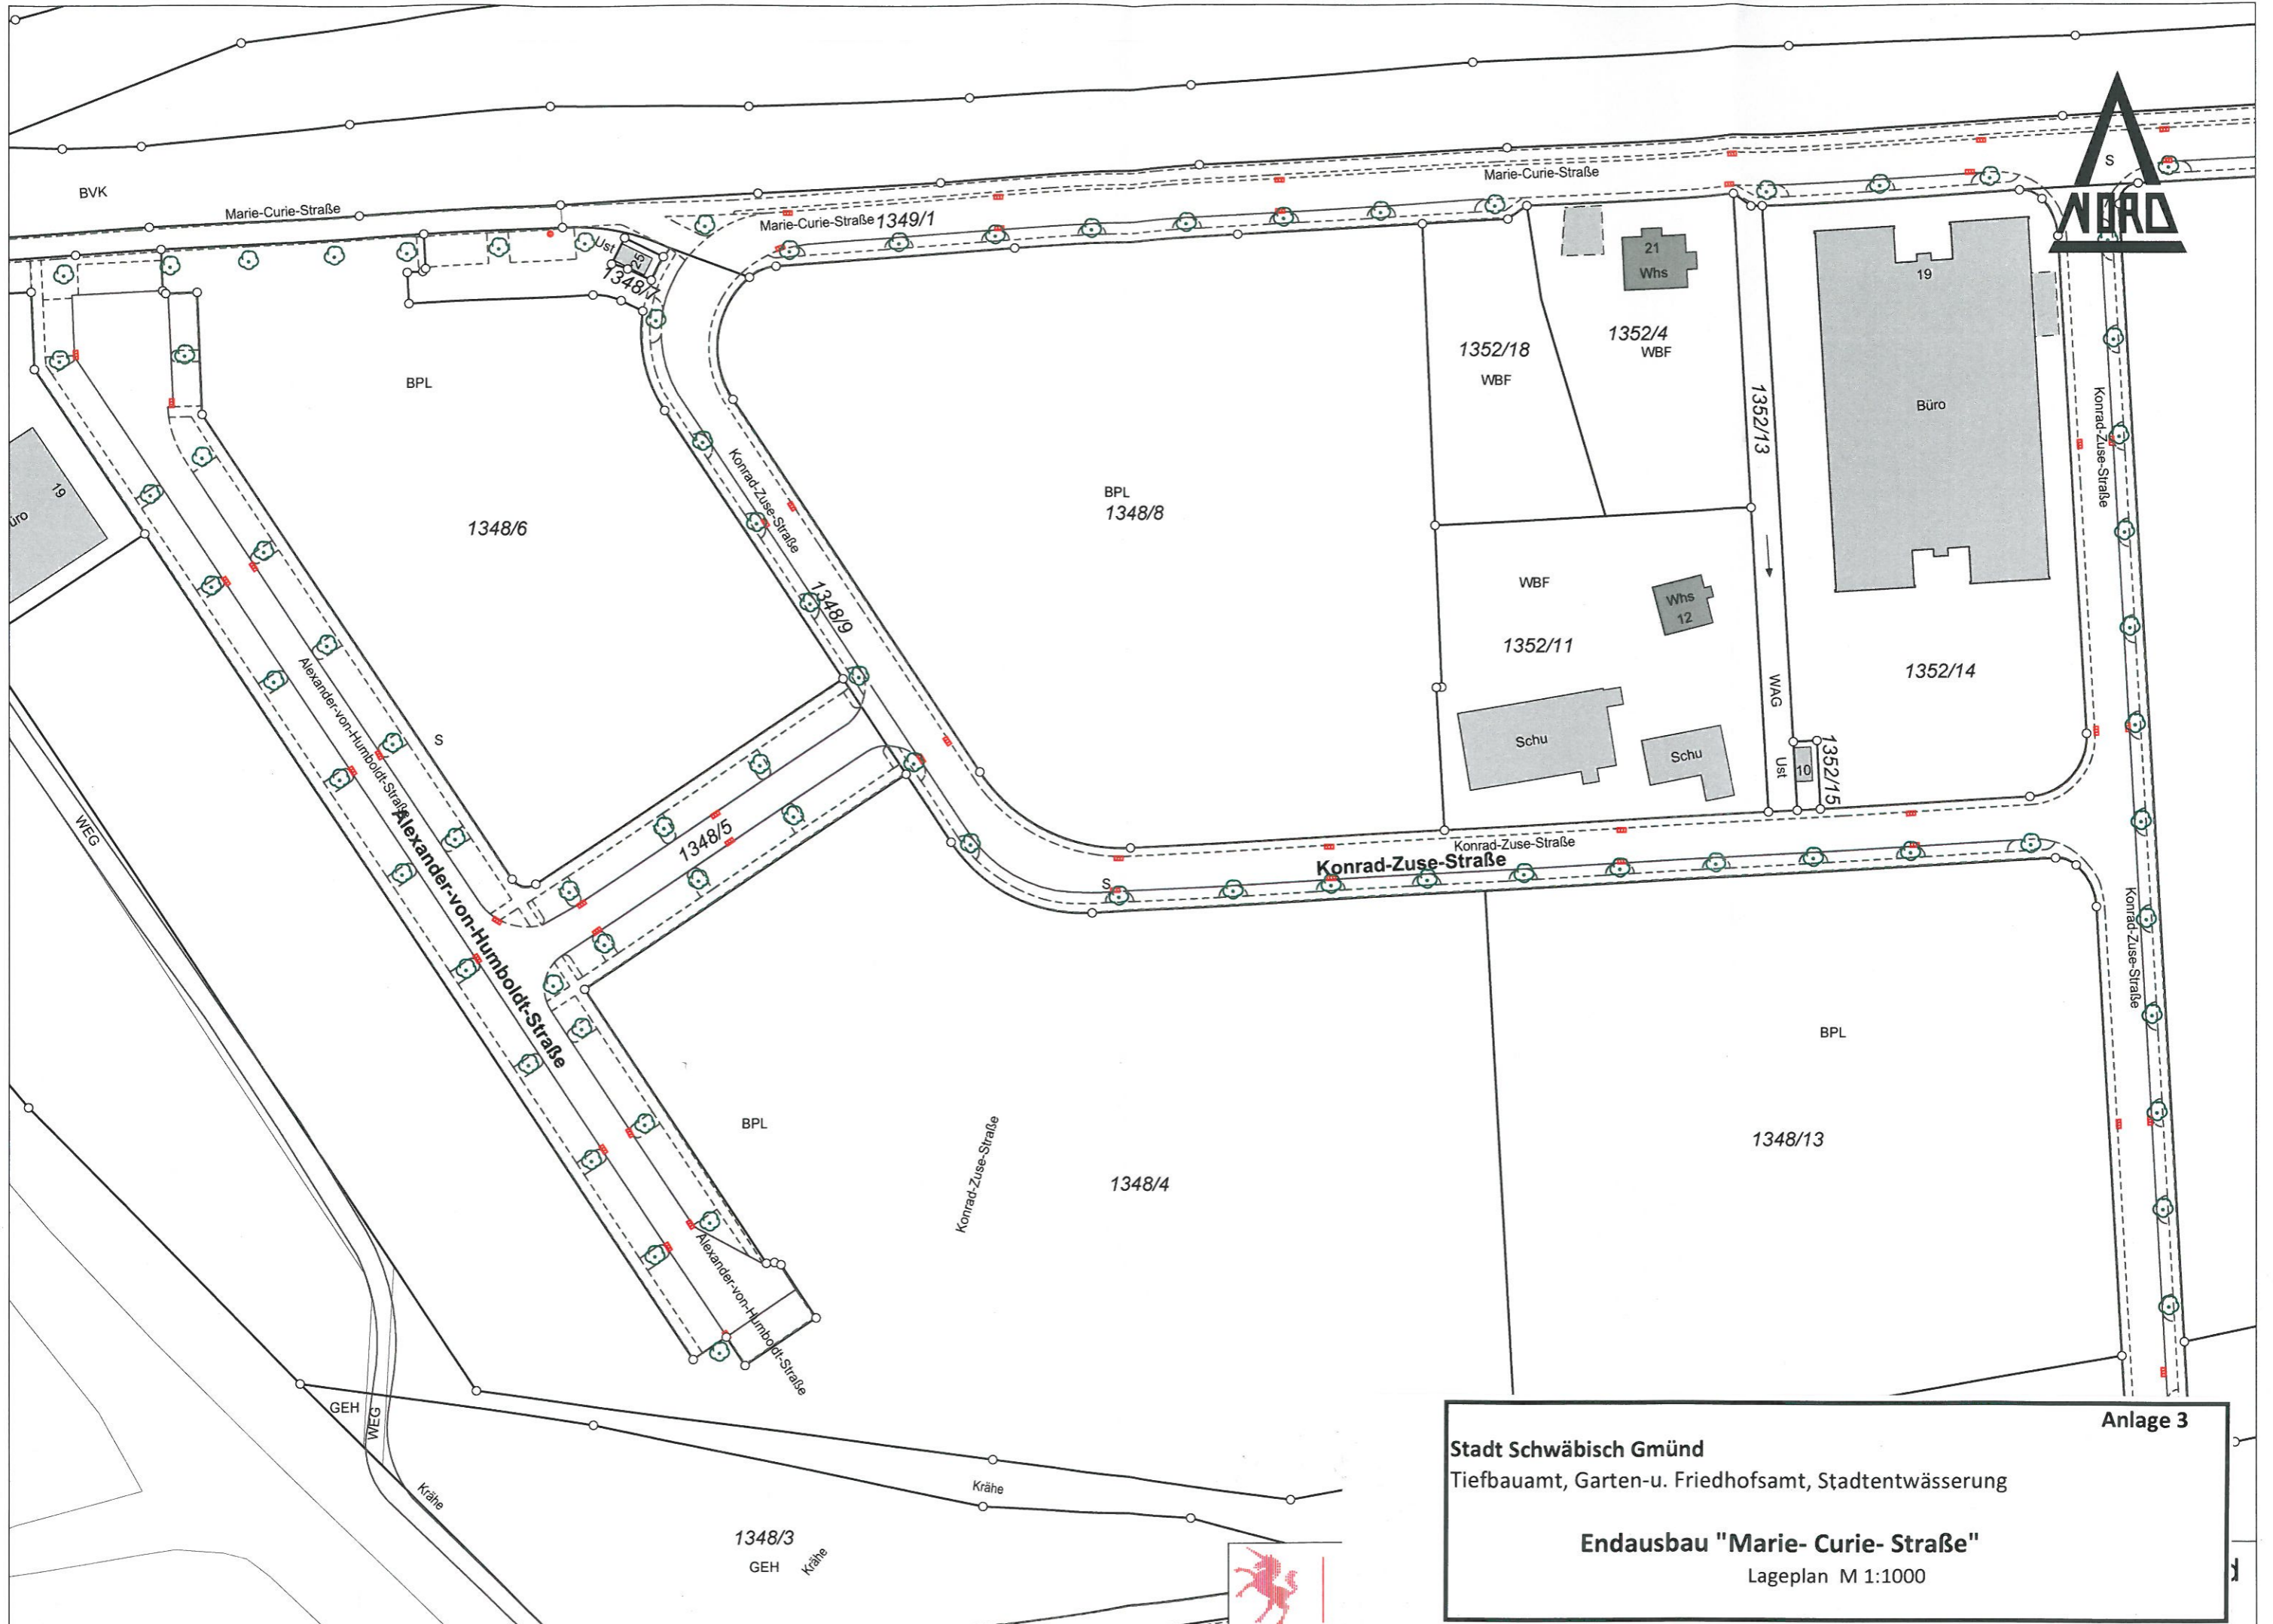 BVK
Marie-Curie-Straße
Marie-Curie-Straße
Marie-Curie-Straße
1349/1
S
NORD
Ust
25
1348/7
21
Whs
19
1352/4
WBF
1352/18
WBF
BPL
1352/13
Büro
Konrad-Zuse-Straße
19
1348/6
Konrad-Zuse-Straße
BPL
1348/8
WBF
Whs
12
1348/9
1352/11
1352/14
WAG
Alexander-von-Humboldt-Straße
S
Schu
Schu
Ust
10
1352/15
WEG
1348/5
Konrad-Zuse-Straße
Konrad-Zuse-Straße
S
Alexander-von-Humboldt-Straße
Konrad-Zuse-Straße
BPL
BPL
1348/13
Konrad-Zuse-Straße
1348/4
Alexander-von-Humboldt-Straße
GEH
WEG
Krähe
Krähe
1348/3
GEH
Krähe
Anlage 3
Stadt Schwäbisch Gmünd
Tiefbauamt, Garten-u. Friedhofsamt, Stadtentwässerung
Endausbau "Marie- Curie- Straße"
Lageplan M 1:1000